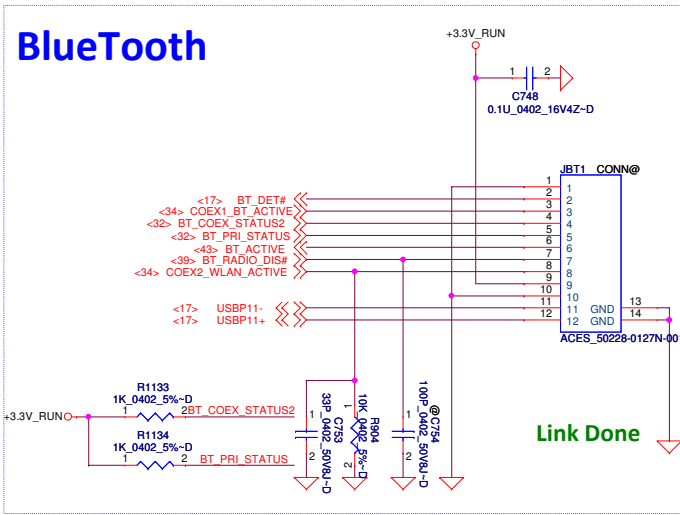 BlueTooth
+3.3V_RUN
1 2
C748
0.1U_0402_16V4Z~D
JBT1 CONN@
<17> BT_DET#
<34> COEX1_BT_ACTIVE
<32> BT_COEX_STATUS2
<32> BT_PRI_STATUS
<43> BT_ACTIVE
<39> BT_RADIO_DIS#
<34> COEX2_WLAN_ACTIVE
<17> USBP11-
<17> USBP11+
1 1
2 2
3 3
4 4
5 5
6 6
7 7
8 8
9 9
10 10
11 11 GND 13
12 12 GND 14
ACES_50228-0127N-001
R1133
1K_0402_5%~D
+3.3V_RUN
1 2 BT_COEX_STATUS2
R1134
1K_0402_5%~D
1 2 BT_PRI_STATUS
1 2
C753
33P_0402_50V8J~D
1 2
R904
10K_0402_5%~D
1 2
@C754
100P_0402_50V8J~D
Link Done